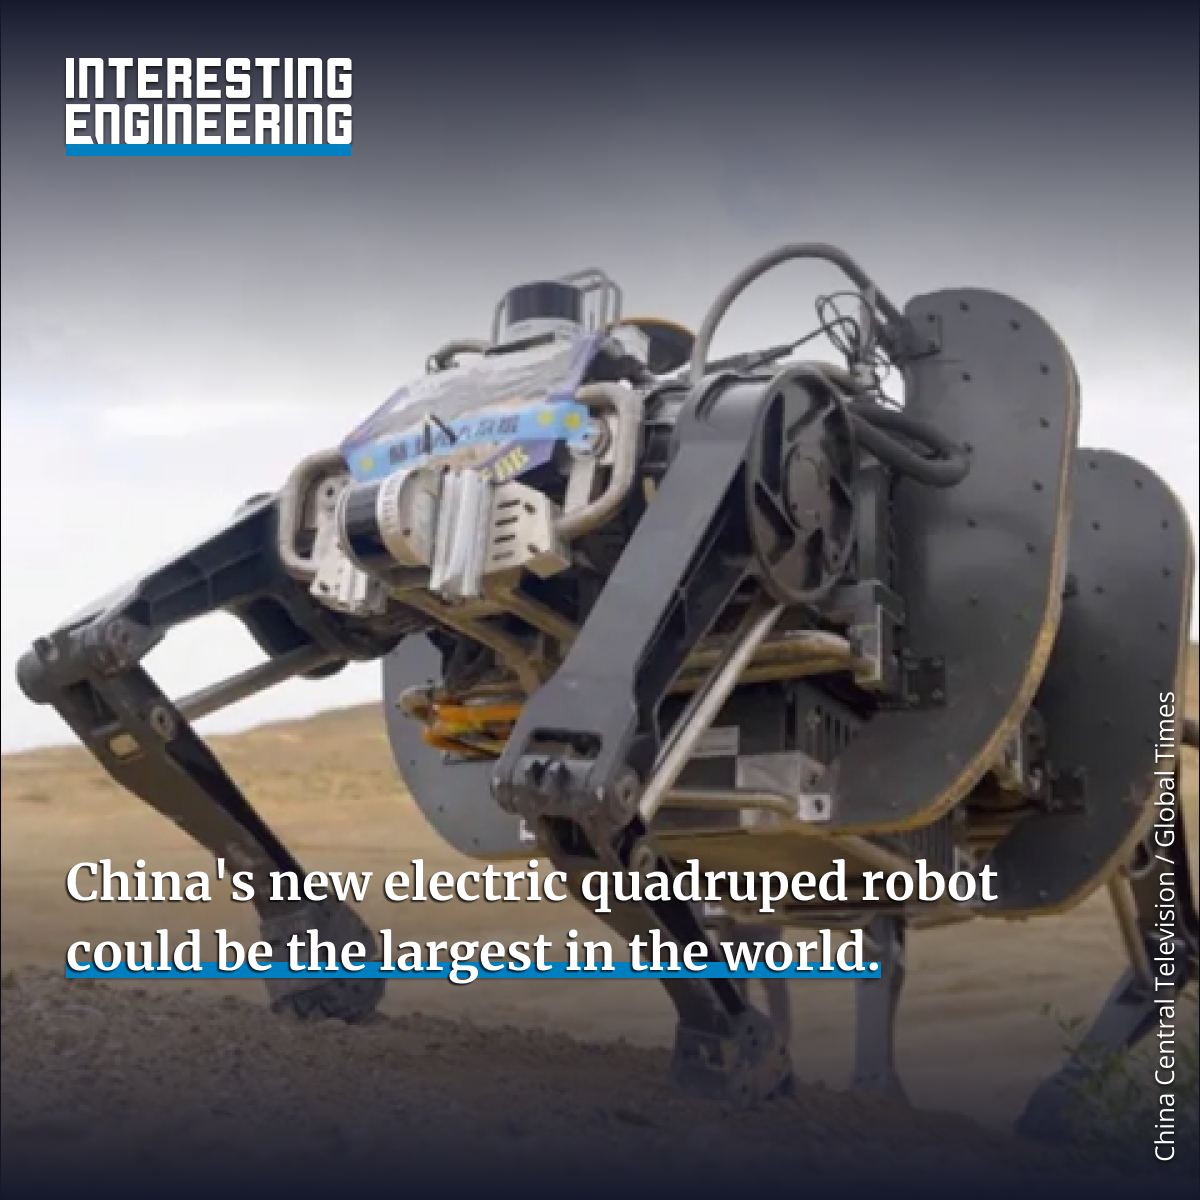 INTERESTING
ENGINEERING
China's new electric quadruped robot
could be the largest in the world.
China Central Television / Global Times